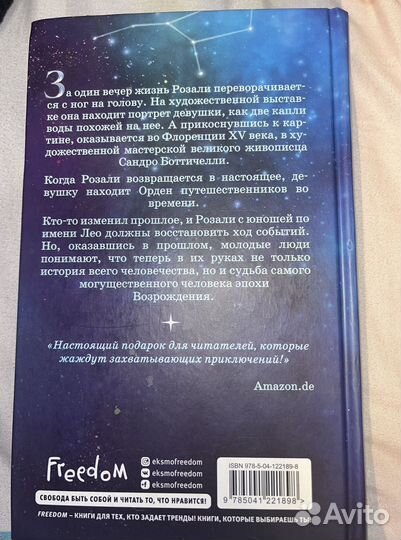 За один вечер жизнь Розали переворачивает-
ся с ног на голову. На художественной выстав-
ке она находит портрет девушки, как две капли
воды похожей на нее. А прикоснувшись к кар-
тине, оказывается во Флоренции XV века, в ху-
дожественной мастерской великого живописца
Сандро Боттичелли.
Когда Розали возвращается в настоящее, де-
вушку находит Орден путешественников во
времени.
Кто-то изменил прошлое, и Розали с юношей по
имени Лео должны восстановить ход событий.
Но, оказавшись в прошлом, молодые люди
понимают, что теперь в их руках не только
история всего человечества, но и судьба самого
могущественного человека эпохи
Возрождения.
«Настоящий подарок для читателей, которые
жаждут захватывающих приключений!»
Amazon.de
Freedom
eksmofreedom
eksmofreedom
eksmofreedom
СВОБОДА БЫТЬ СОБОЙ И ЧИТАТЬ ТО, ЧТО НРАВИТСЯ!
FREEDOM – КНИГИ ДЛЯ ТЕХ, КТО ЗАДАЕТ ТРЕНДЫ! КНИГИ, КОТОРЫЕ ВЫБИРАЕШЬ ТЫ!
ISBN 978-5-04-122189-8
9 785041 221898 >
Avito